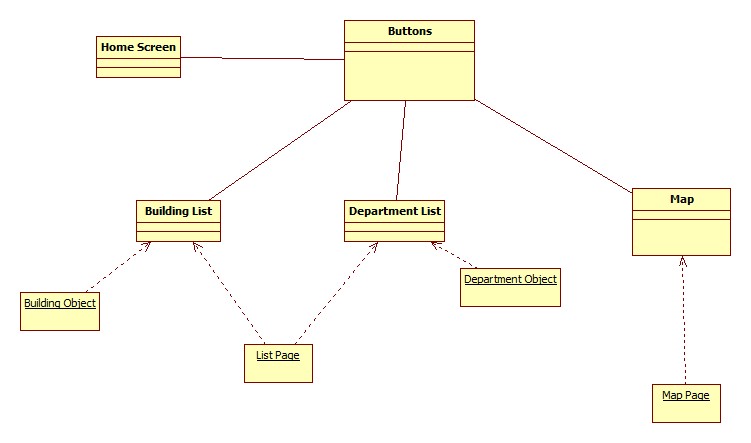 Buttons
Home Screen
Building List
Department List
Map
Building Object
Department Object
List Page
Map Page